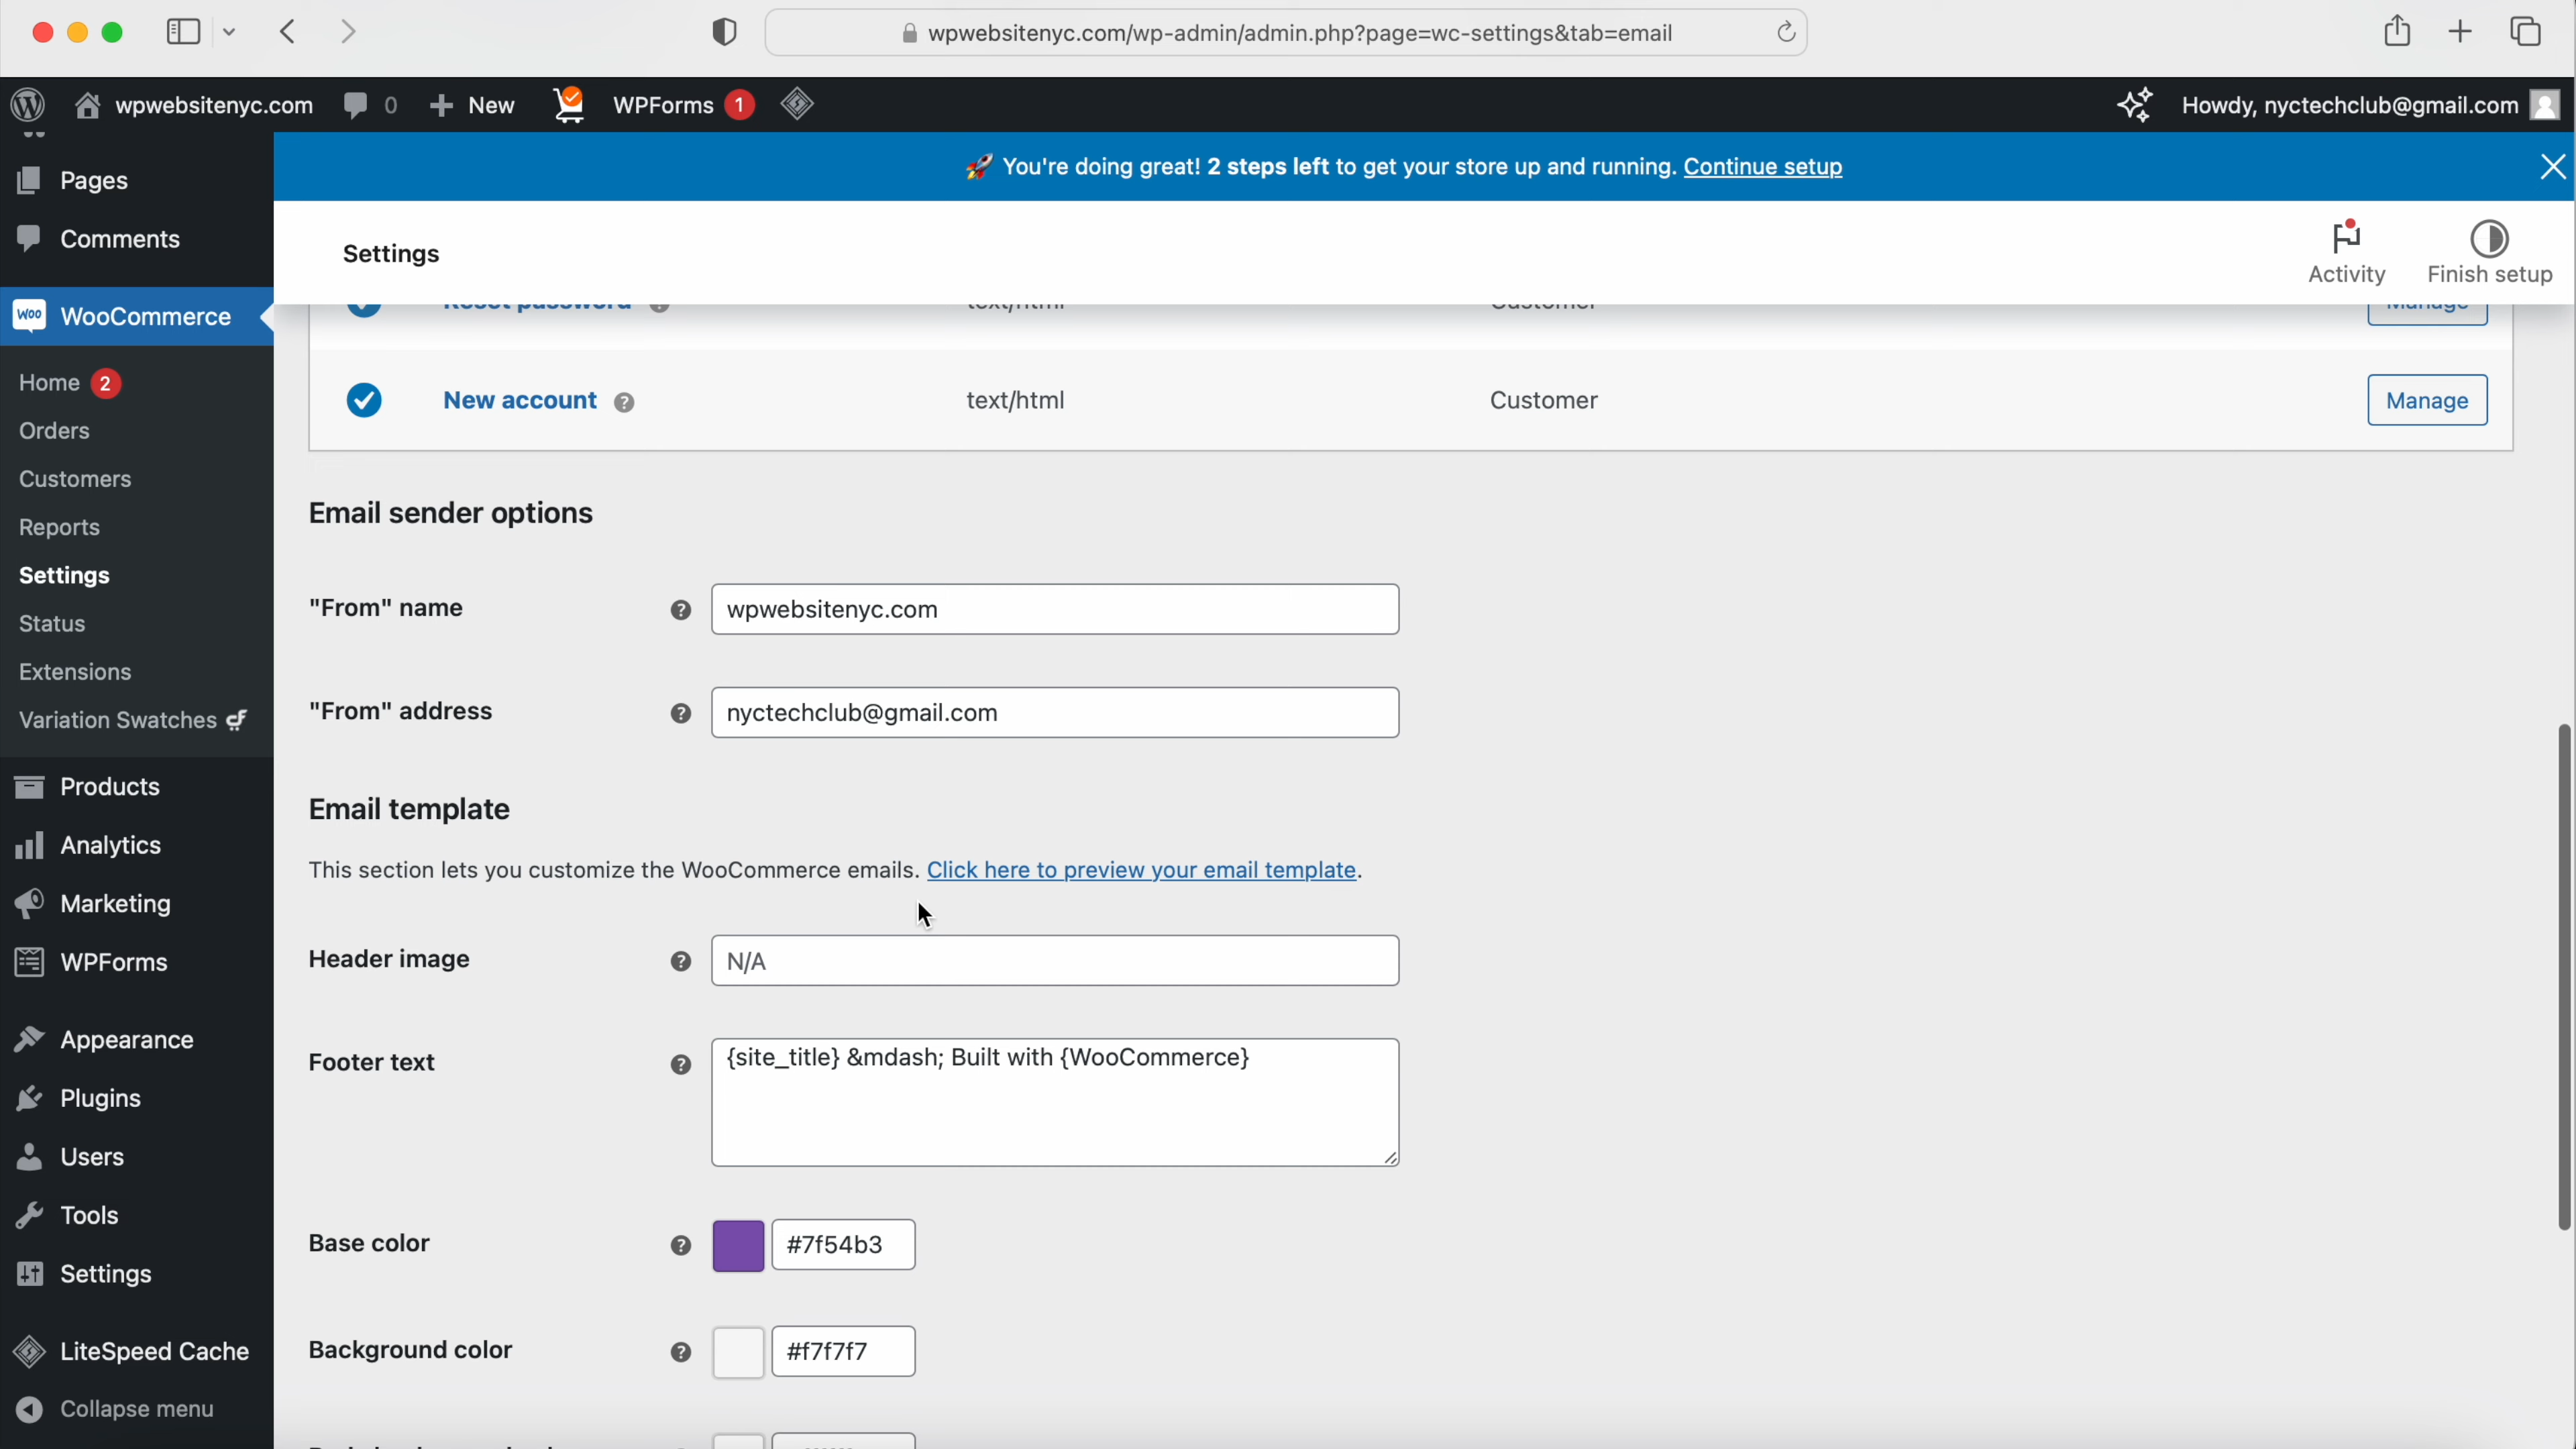 wpwebsitenyc.com/wp-admin/admin.php?page=wc-settings&tab=email
wpwebsitenyc.com 0 New WPForms 1 Howdy, nyctechclub@gmail.com
🚀 You're doing great! 2 steps left to get your store up and running. Continue setup
Settings
Activity
Finish setup
Pages
Comments
WooCommerce
Home 2
Orders
Customers
Reports
Settings
Status
Extensions
Variation Swatches
Products
Analytics
Marketing
WPForms
Appearance
Plugins
Users
Tools
Settings
LiteSpeed Cache
Collapse menu
Reset password text/html Customer Manage
New account text/html Customer Manage
Email sender options
"From" name wpwebsitenyc.com
"From" address nyctechclub@gmail.com
Email template
This section lets you customize the WooCommerce emails. Click here to preview your email template.
Header image N/A
Footer text {site_title} &mdash; Built with {WooCommerce}
Base color #7f54b3
Background color #f7f7f7